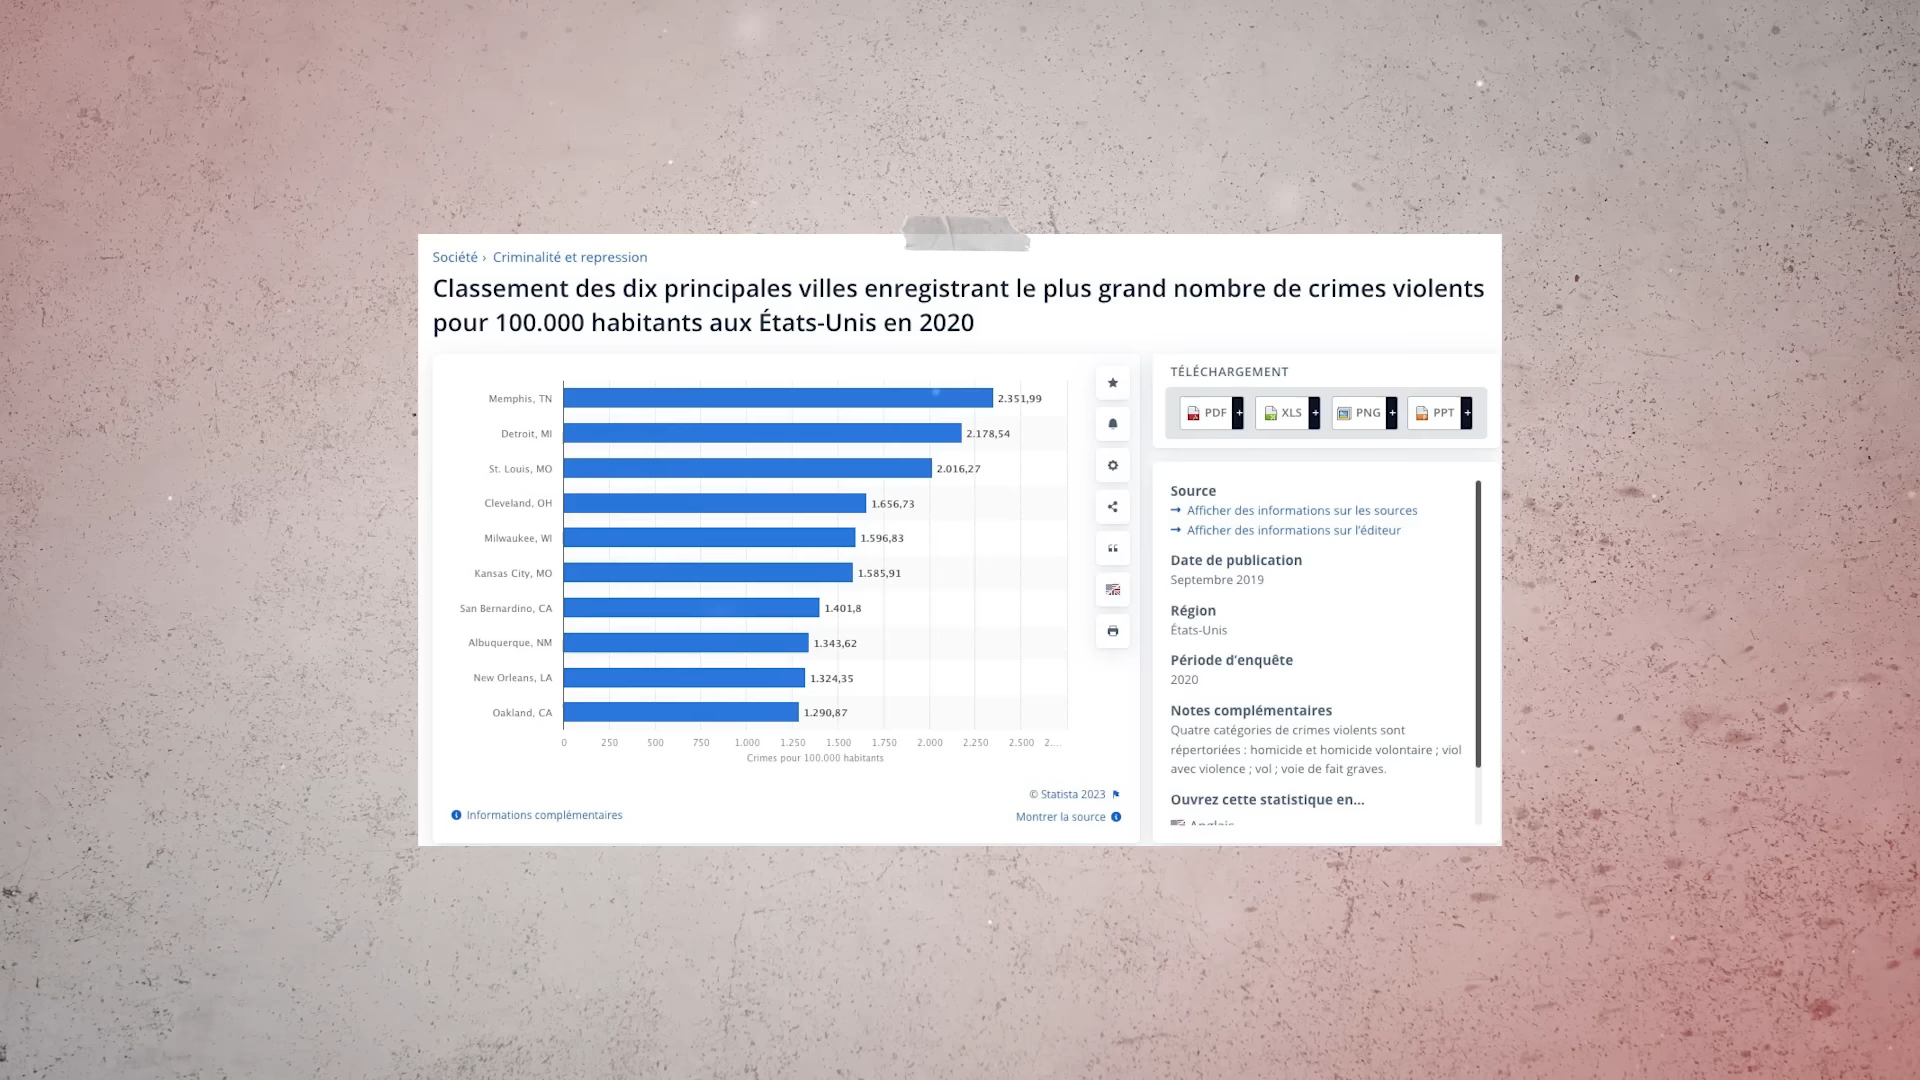 Société › Criminalité et repression
Classement des dix principales villes enregistrant le plus grand nombre de crimes violents
pour 100.000 habitants aux États-Unis en 2020
Memphis, TN 2.351,99
Detroit, MI 2.178,54
St. Louis, MO 2.016,27
Cleveland, OH 1.656,73
Milwaukee, WI 1.596,83
Kansas City, MO 1.585,91
San Bernardino, CA 1.401,8
Albuquerque, NM 1.343,62
New Orleans, LA 1.324,35
Oakland, CA 1.290,87
0 250 500 750 1.000 1.250 1.500 1.750 2.000 2.250 2.500 2....
Crimes pour 100.000 habitants
© Statista 2023
Informations complémentaires
Montrer la source
TÉLÉCHARGEMENT
PDF + XLS + PNG + PPT +
Source
→ Afficher des informations sur les sources
→ Afficher des informations sur l'éditeur
Date de publication
Septembre 2019
Région
États-Unis
Période d'enquête
2020
Notes complémentaires
Quatre catégories de crimes violents sont
répertoriées : homicide et homicide volontaire ; viol
avec violence ; vol ; voie de fait graves.
Ouvrez cette statistique en...
Anglais